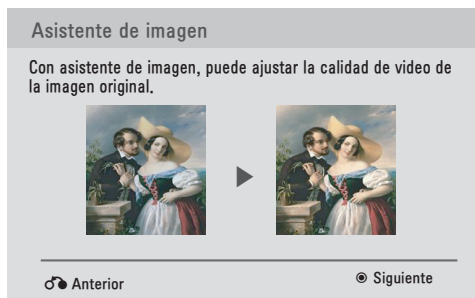 Asistente de imagen
Con asistente de imagen, puede ajustar la calidad de video de
la imagen original.
Anterior
Siguiente